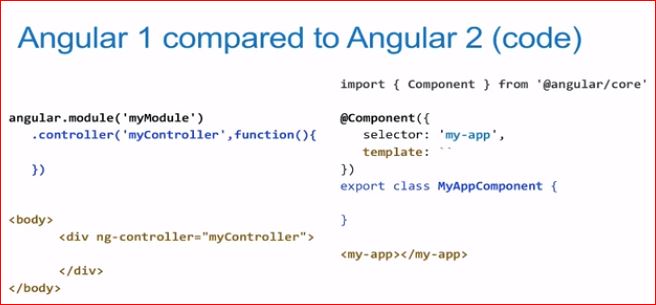 Angular 1 compared to Angular 2 (code)
angular.module('myModule')
.controller('myController',function(){
})
<body>
<div ng-controller="myController">
</div>
</body>
import { Component } from '@angular/core'
@Component({
selector: 'my-app',
template: ``
})
export class MyAppComponent {
}
<my-app></my-app>